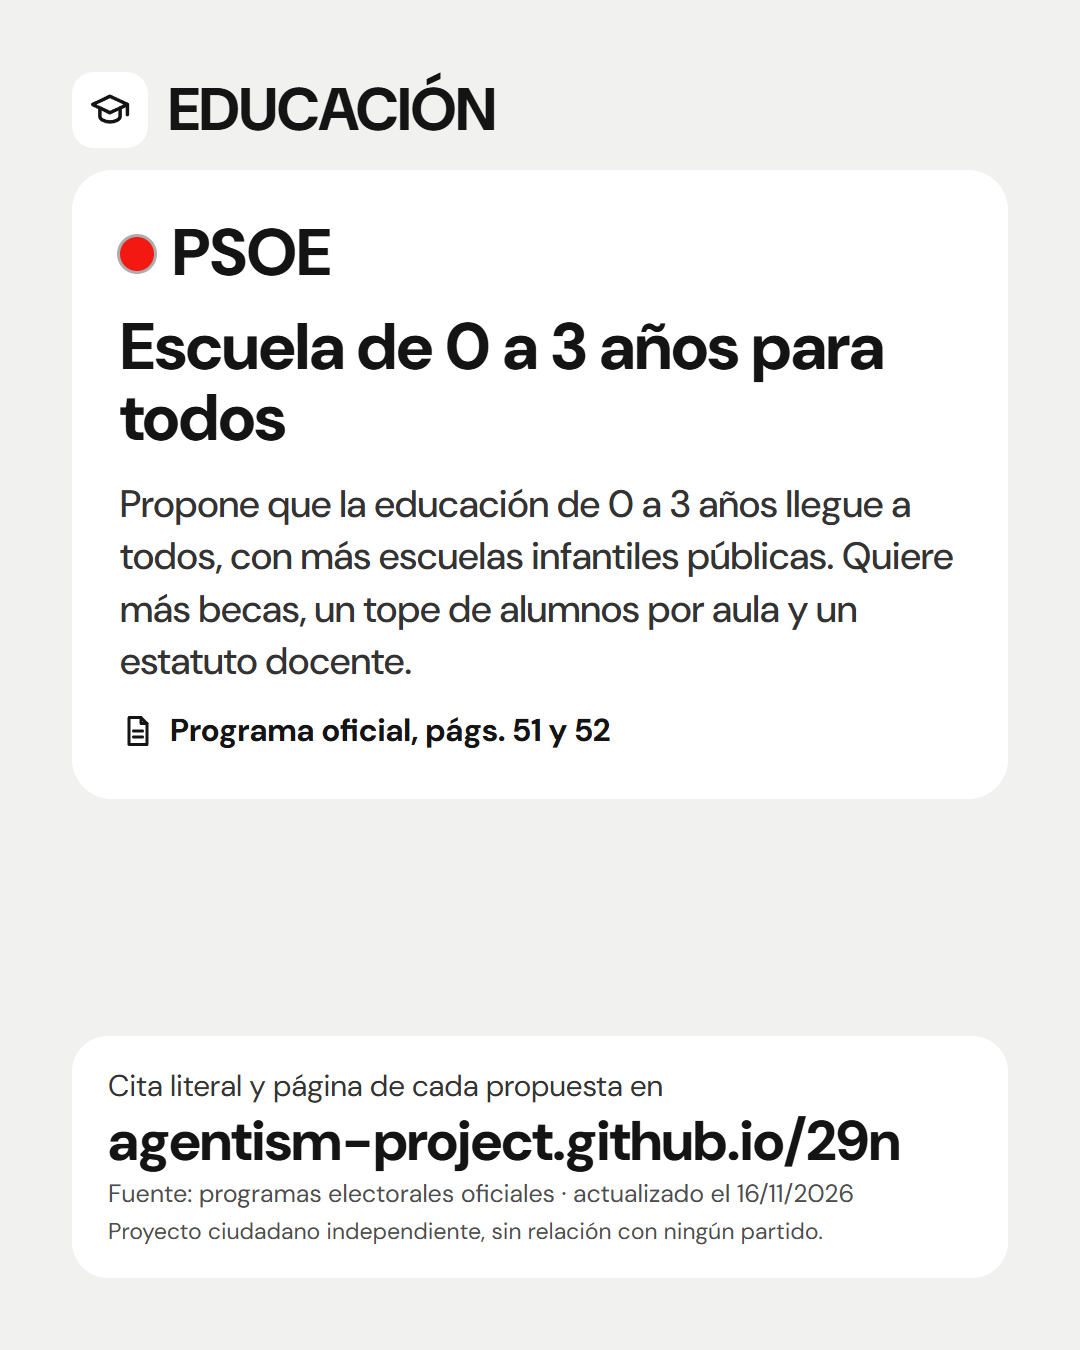 EDUCACIÓN
PSOE
Escuela de 0 a 3 años para
todos
Propone que la educación de 0 a 3 años llegue a
todos, con más escuelas infantiles públicas. Quiere
más becas, un tope de alumnos por aula y un
estatuto docente.
Programa oficial, págs. 51 y 52
Cita literal y página de cada propuesta en
agentism-project.github.io/29n
Fuente: programas electorales oficiales · actualizado el 16/11/2026
Proyecto ciudadano independiente, sin relación con ningún partido.